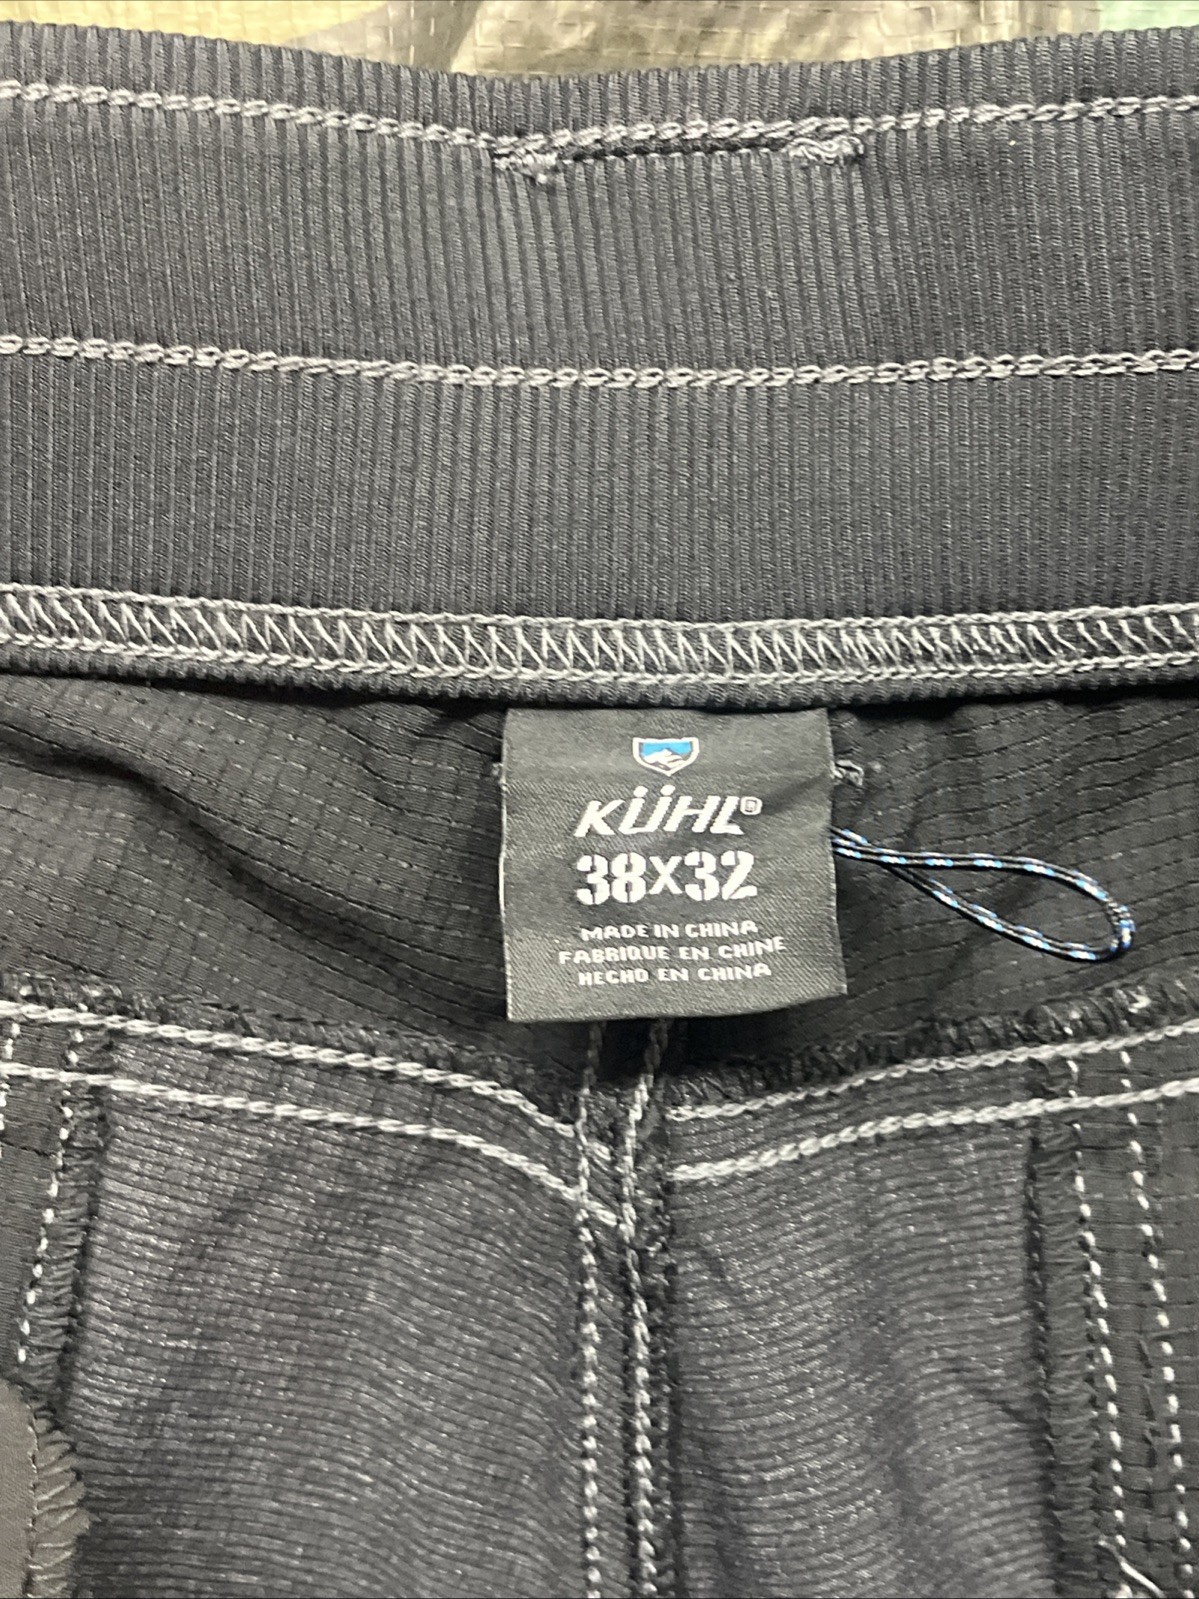 KÜHL®
38X32
MADE IN CHINA
FABRIQUE EN CHINE
HECHO EN CHINA